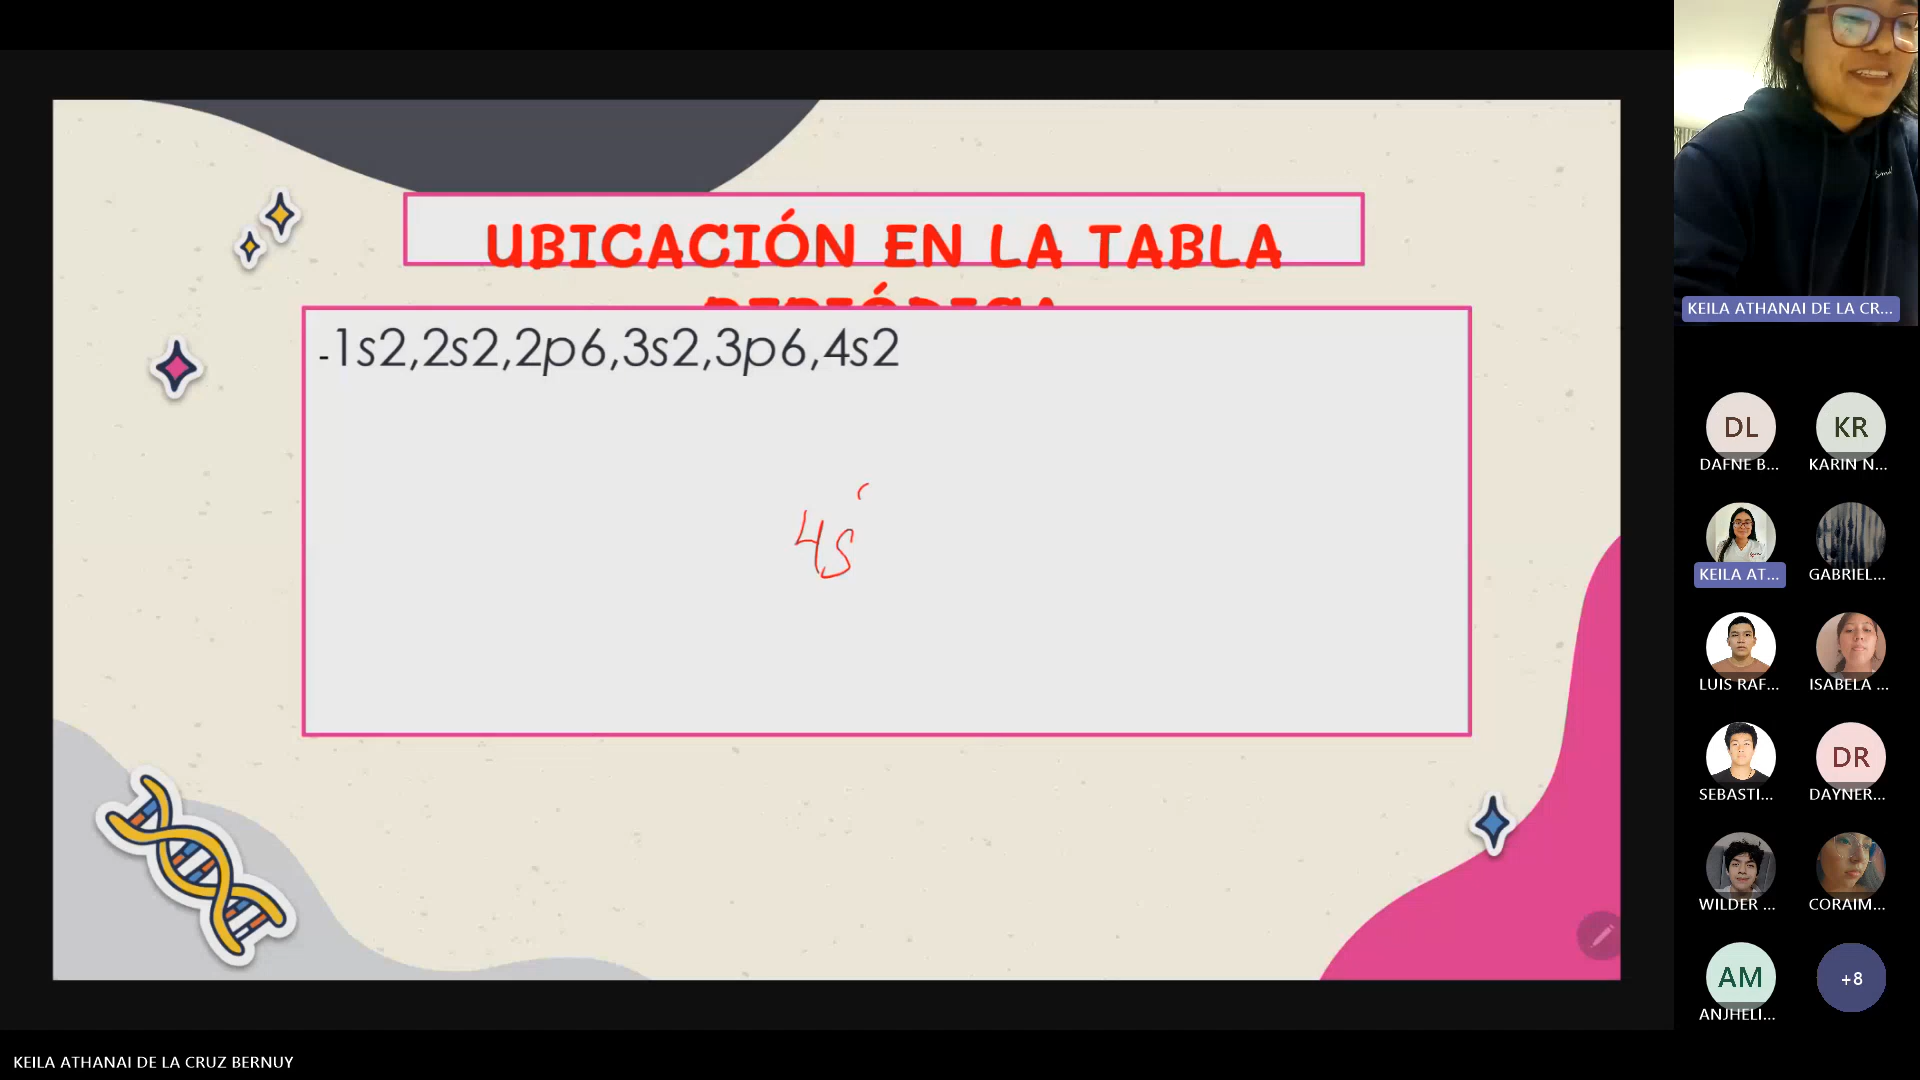 UBICACIÓN EN LA TABLA
PERIÓDICA
-1s2,2s2,2p6,3s2,3p6,4s2
4s
KEILA ATHANAI DE LA CR...
DL
DAFNE B...
KR
KARIN N...
KEILA AT...
GABRIEL...
LUIS RAF...
ISABELA ...
SEBASTI...
DR
DAYNER...
WILDER ...
CORAIM...
AM
ANJHELI...
+8
KEILA ATHANAI DE LA CRUZ BERNUY